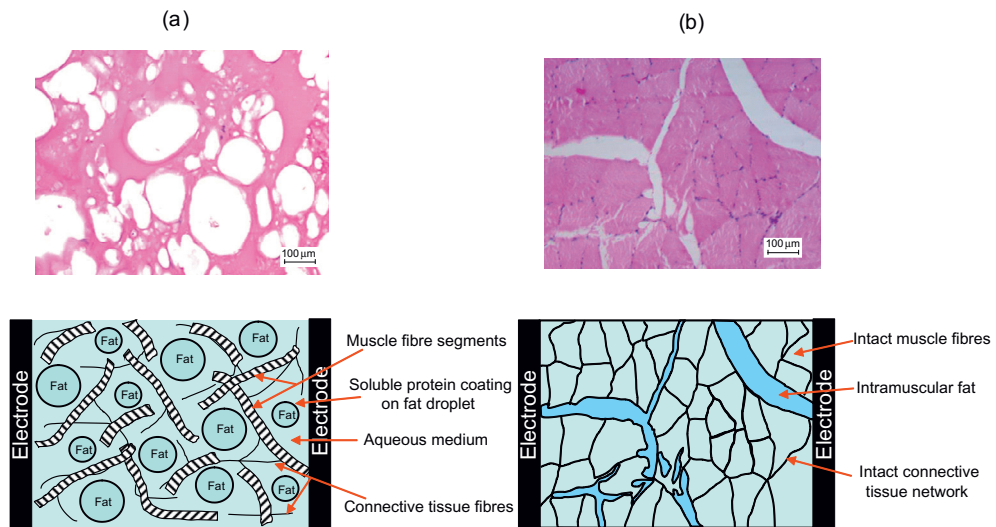 (a)
(b)
100 μm
100 μm
Electrode
Fat
Fat
Fat
Fat
Fat
Fat
Fat
Fat
Fat
Fat
Fat
Fat
Electrode
Muscle fibre segments
Soluble protein coating
on fat droplet
Aqueous medium
Connective tissue fibres
Electrode
Electrode
Intact muscle fibres
Intramuscular fat
Intact connective
tissue network